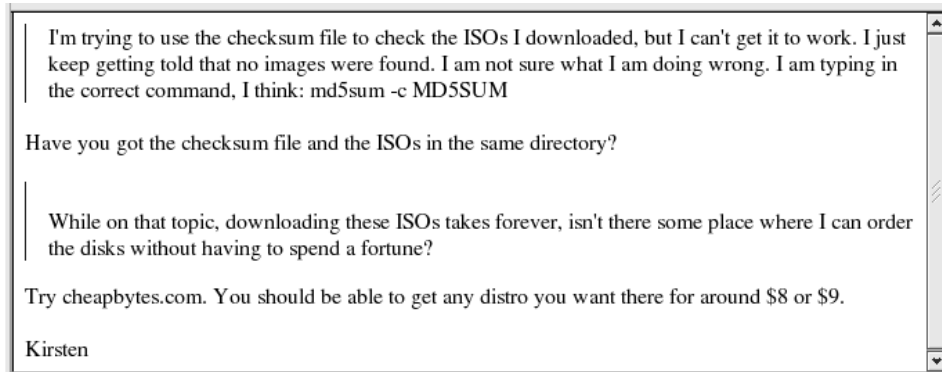 I'm trying to use the checksum file to check the ISOs I downloaded, but I can't get it to work. I just
keep getting told that no images were found. I am not sure what I am doing wrong. I am typing in
the correct command, I think: md5sum -c MD5SUM
Have you got the checksum file and the ISOs in the same directory?
While on that topic, downloading these ISOs takes forever, isn't there some place where I can order
the disks without having to spend a fortune?
Try cheapbytes.com. You should be able to get any distro you want there for around $8 or $9.
Kirsten